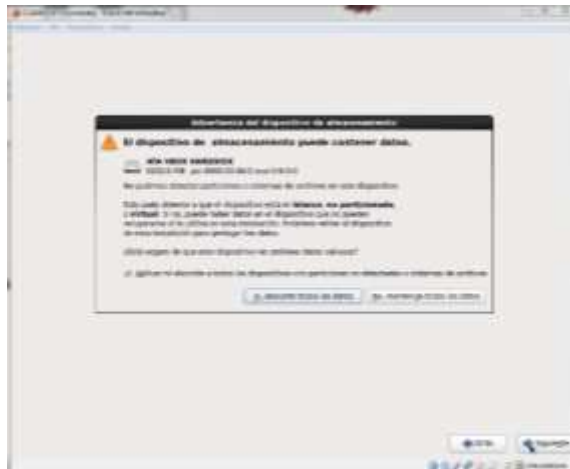 Advertencia del dispositivo de almacenamiento
El dispositivo de almacenamiento puede contener datos.
ATA VBOX HARDDISK
No pudimos detectar particiones o sistemas de archivos en este dispositivo.
Esto pudo deberse a que el dispositivo está en blanco, no particionado,
o virtual. Si no, puede haber datos en el dispositivo que no pueden
recuperarse si lo utiliza en esta instalación. Podemos retirar el dispositivo
de esta instalación para proteger los datos.
¿Está seguro de que este dispositivo no contiene datos valiosos?
Aplicar mi elección a todos los dispositivos con particiones no detectadas o sistemas de archivos
Sí, descarte todos los datos
No, mantenga todos los datos
Atrás
Siguiente